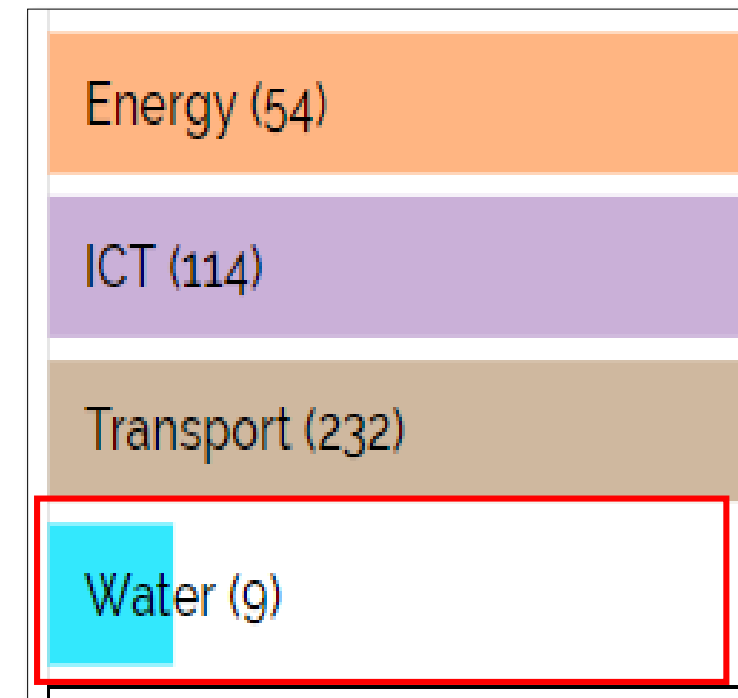 Energy (54)
ICT (114)
Transport (232)
Water (9)